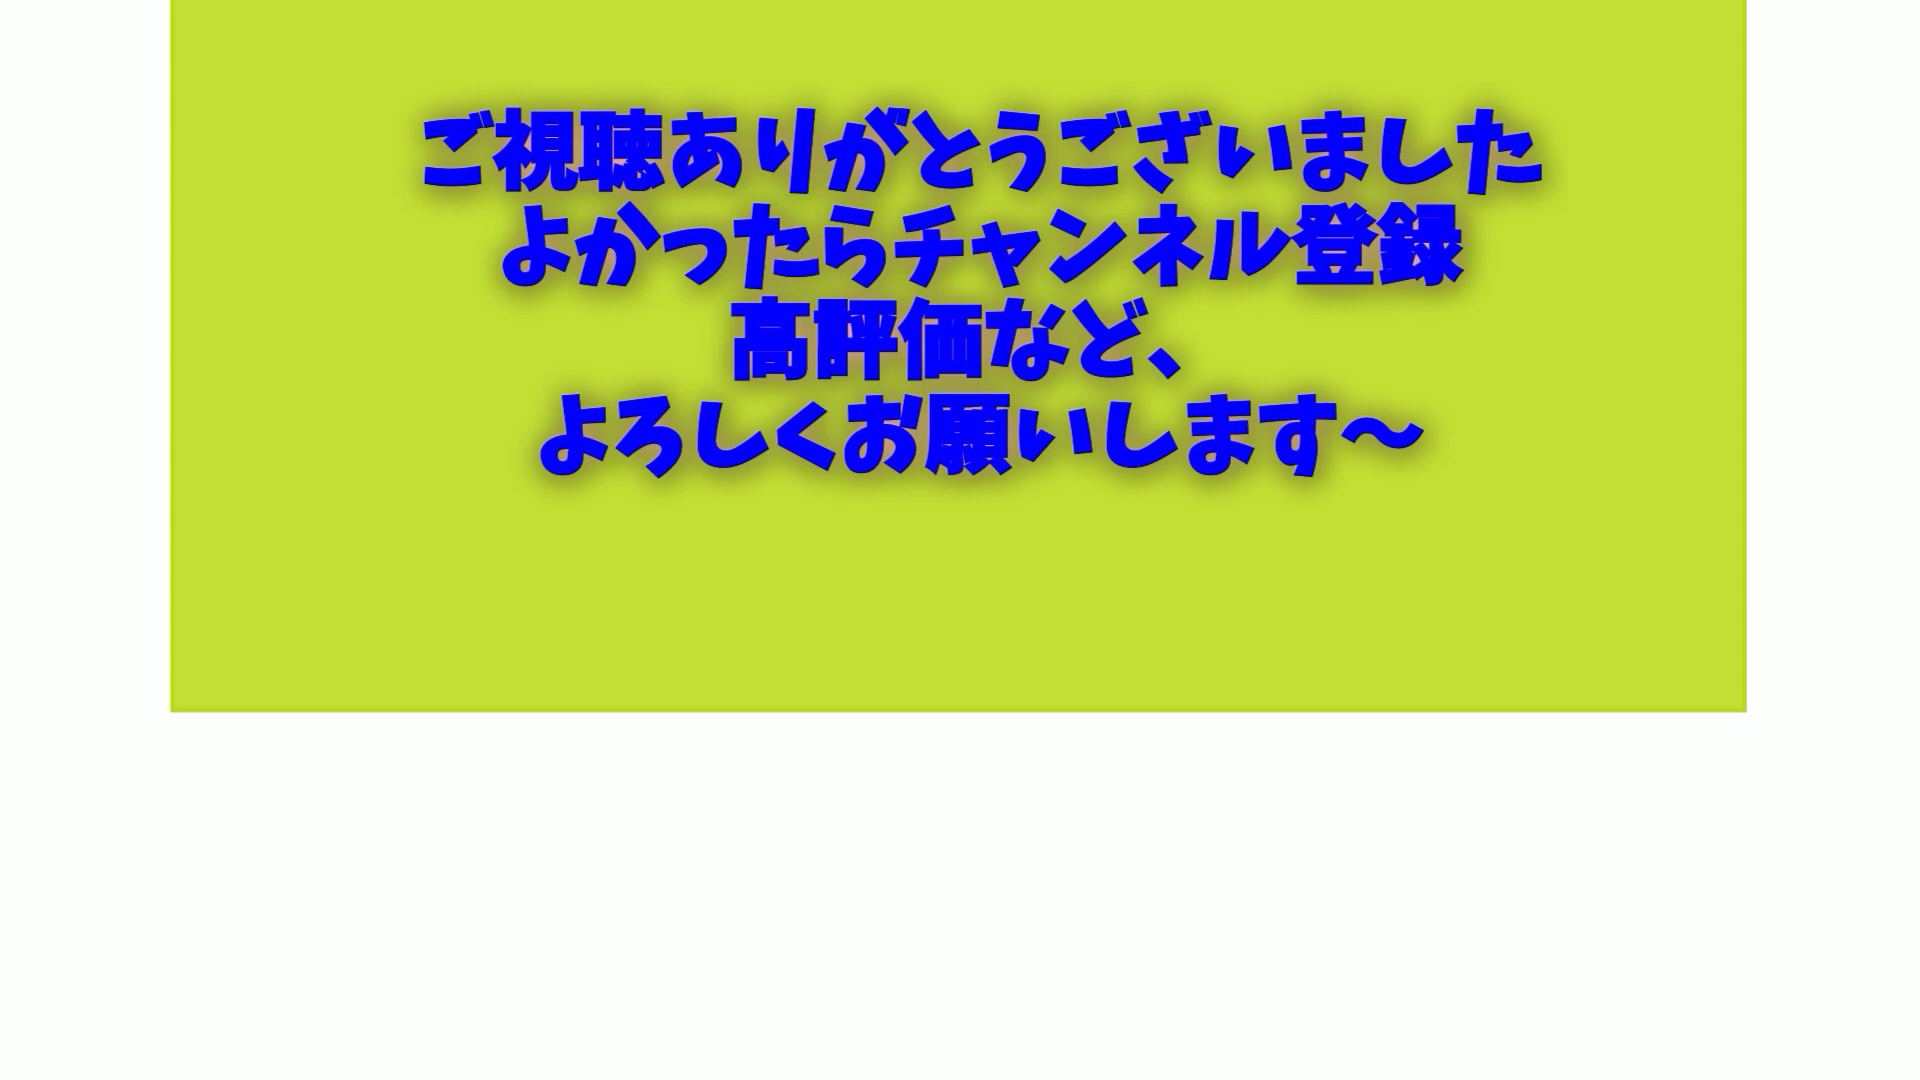 ご視聴ありがとうございました
よかったらチャンネル登録
高評価など、
よろしくお願いします～